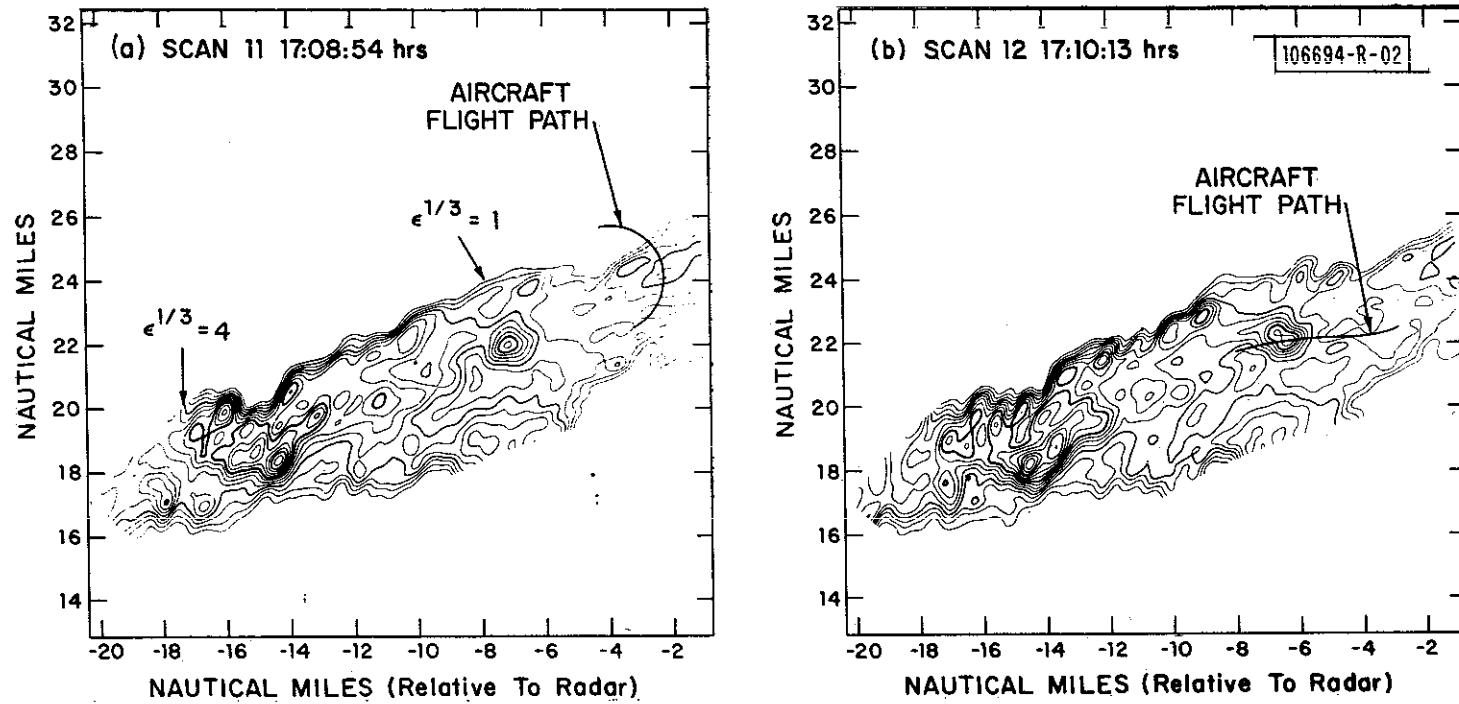 (a) SCAN 11 17:08:54 hrs
AIRCRAFT
FLIGHT PATH
ϵ1/3 = 1
ϵ1/3 = 4
NAUTICAL MILES
32
30
28
26
24
22
20
18
16
14
-20 -18 -16 -14 -12 -10 -8 -6 -4 -2
NAUTICAL MILES (Relative To Radar)
(b) SCAN 12 17:10:13 hrs
106694-R-02
AIRCRAFT
FLIGHT PATH
NAUTICAL MILES
32
30
28
26
24
22
20
18
16
14
-20 -18 -16 -14 -12 -10 -8 -6 -4 -2
NAUTICAL MILES (Relative To Radar)